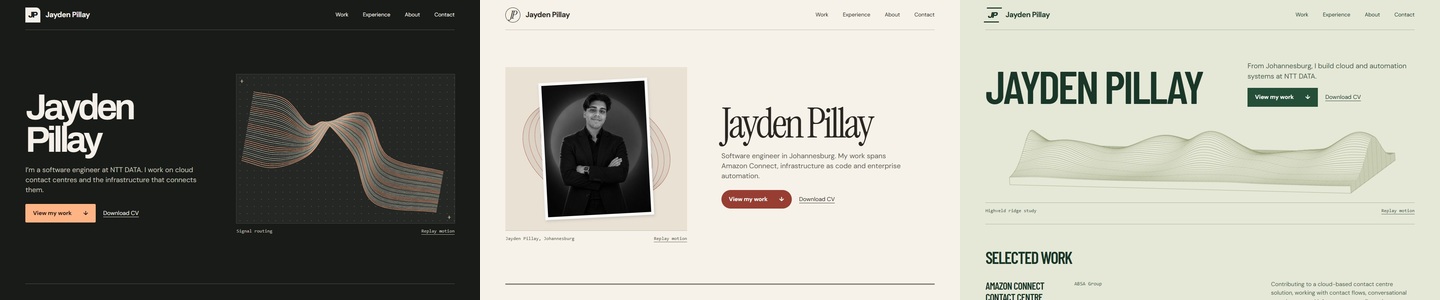 JP Jayden Pillay
Work Experience About Contact
Jayden
Pillay
I'm a software engineer at NTT DATA. I work on cloud
contact centres and the infrastructure that connects
them.
View my work ↓ Download CV
Signal routing Replay motion
JP Jayden Pillay
Work Experience About Contact
Jayden Pillay
Software engineer in Johannesburg. My work spans
Amazon Connect, infrastructure as code and enterprise
automation.
View my work ↓ Download CV
Jayden Pillay, Johannesburg Replay motion
JP Jayden Pillay
Work Experience About Contact
JAYDEN PILLAY
From Johannesburg, I build cloud and automation
systems at NTT DATA.
View my work ↓ Download CV
Highveld ridge study Replay motion
SELECTED WORK
AMAZON CONNECT
CONTACT CENTRE
ABSA Group
Contributing to a cloud-based contact centre
solution, working with contact flows, conversational